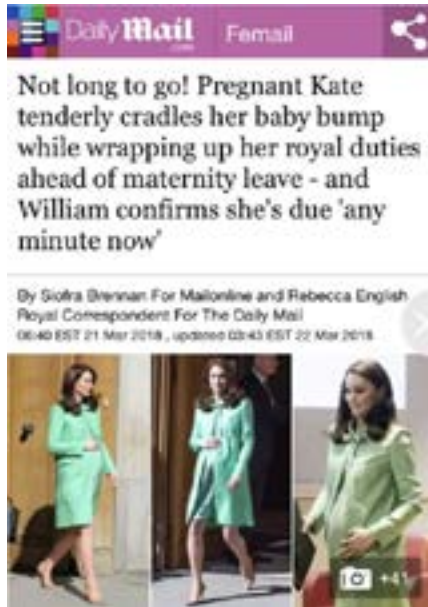 Daily Mail
.com
Femail
Not long to go! Pregnant Kate
tenderly cradles her baby bump
while wrapping up her royal duties
ahead of maternity leave - and
William confirms she's due 'any
minute now'
By Siofra Brennan For Mailonline and Rebecca English
Royal Correspondent For The Daily Mail
06:40 EST 21 Mar 2018, updated 03:43 EST 22 Mar 2018
+41